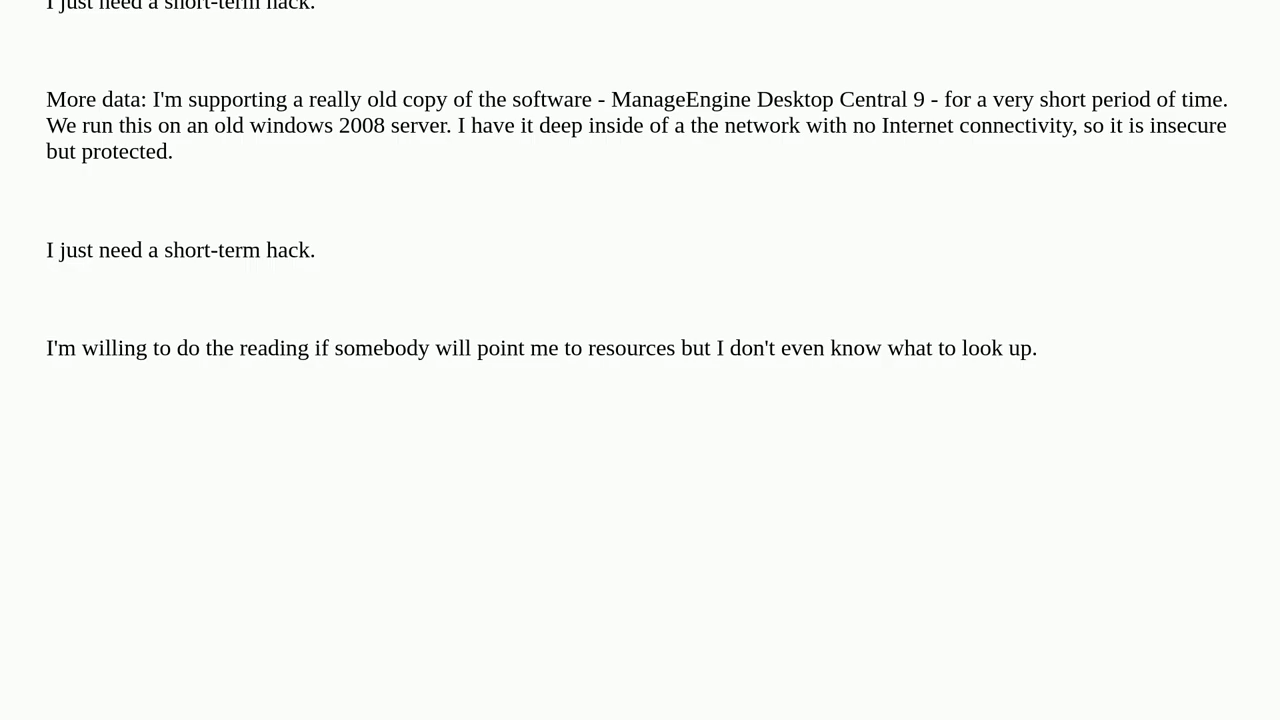 I just need a short-term hack.
More data: I'm supporting a really old copy of the software - ManageEngine Desktop Central 9 - for a very short period of time.
We run this on an old windows 2008 server. I have it deep inside of a the network with no Internet connectivity, so it is insecure
but protected.
I just need a short-term hack.
I'm willing to do the reading if somebody will point me to resources but I don't even know what to look up.